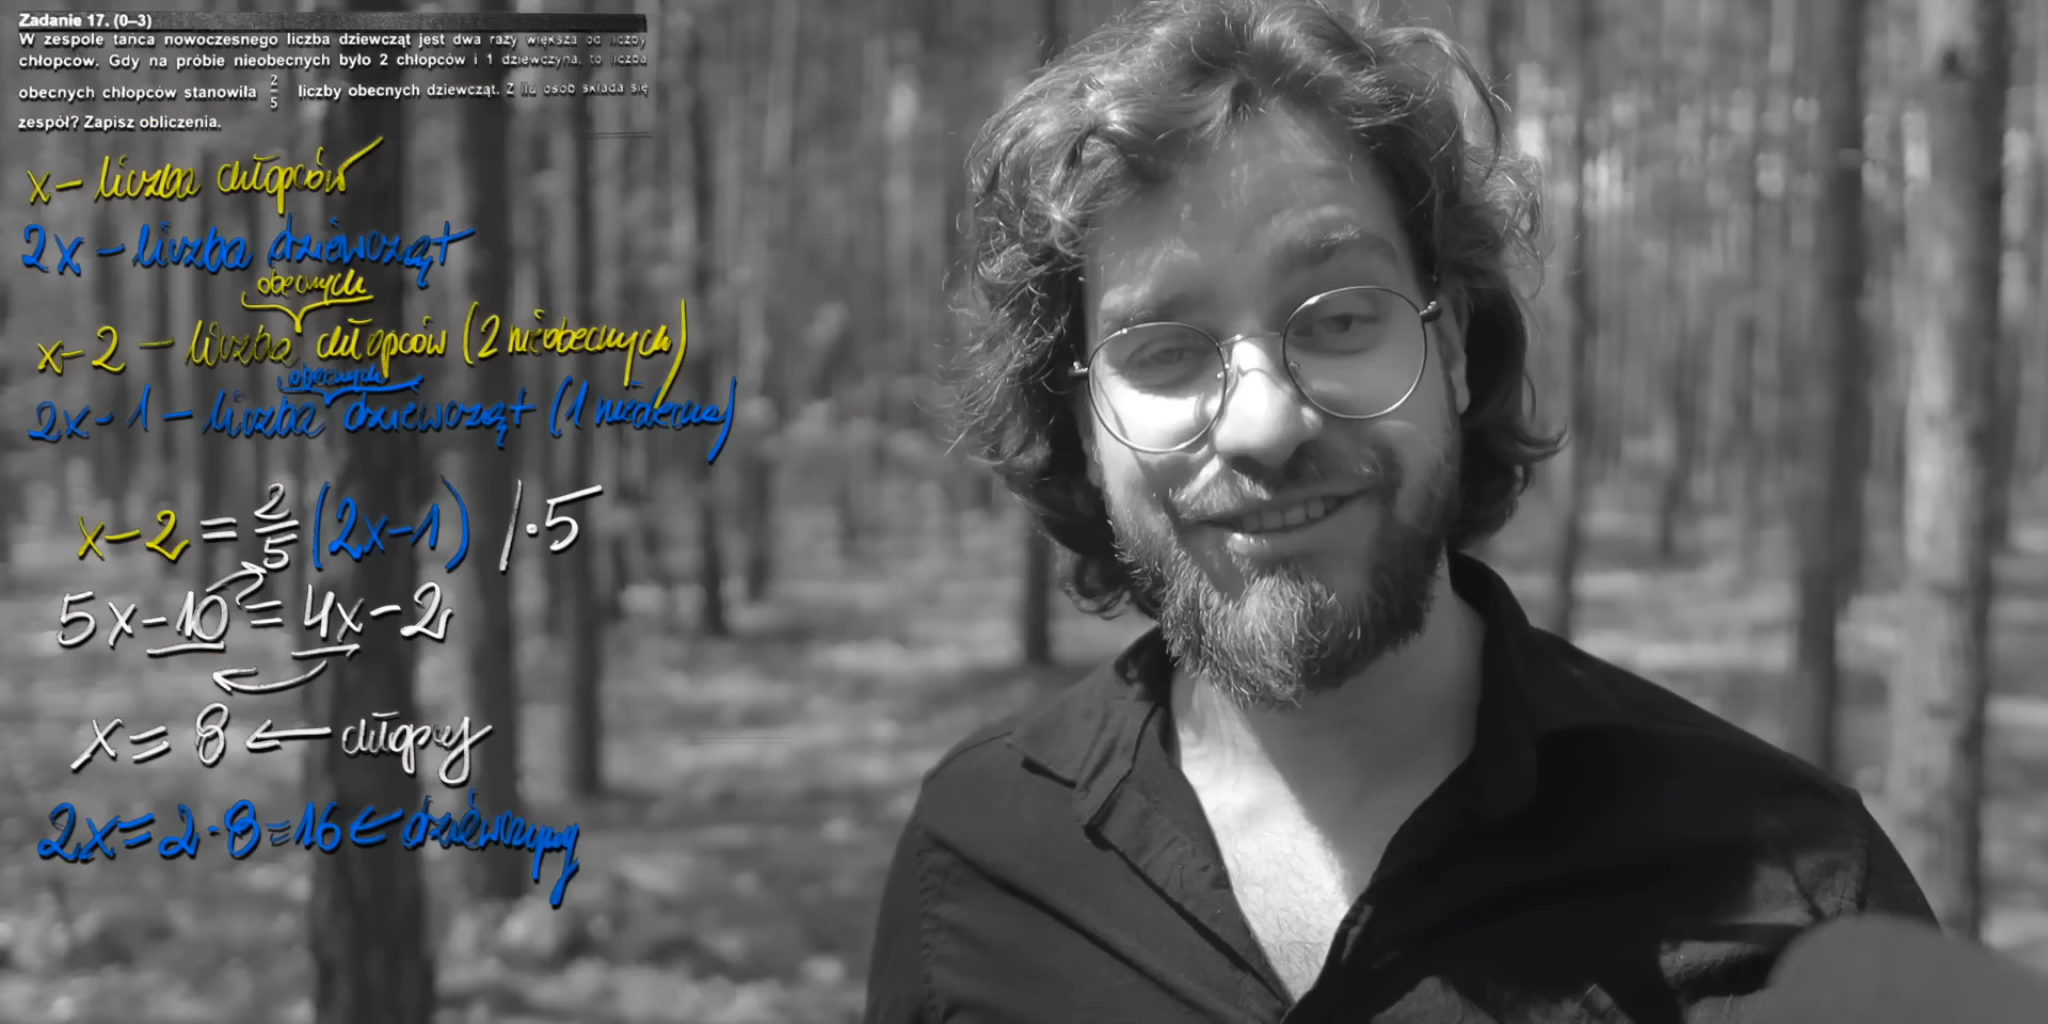 Zadanie 17. (0–3)
W zespole tańca nowoczesnego liczba dziewcząt jest dwa razy większa od liczby
chłopców. Gdy na próbie nieobecnych było 2 chłopców i 1 dziewczyna, to liczba
obecnych chłopców stanowiła 2/5 liczby obecnych dziewcząt. Z ilu osób składa się
zespół? Zapisz obliczenia.
x – liczba chłopców
2x – liczba dziewcząt
obecnych
x-2 – liczba chłopców (2 nieobecnych)
obecnych
2x-1 – liczba dziewcząt (1 nieobecna)
x-2 = 2/5 (2x-1) /·5
5x-10 = 4x-2
x = 8 ← chłopcy
2x = 2·8 = 16 ← dziewczyny